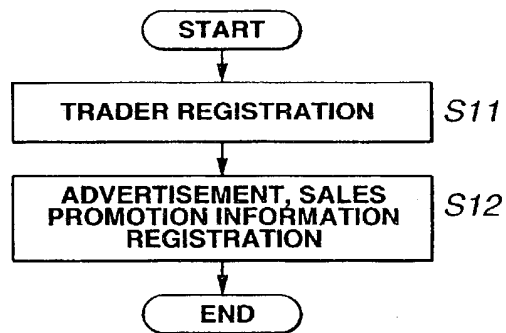 START
TRADER REGISTRATION
S11
ADVERTISEMENT, SALES
PROMOTION INFORMATION
REGISTRATION
S12
END